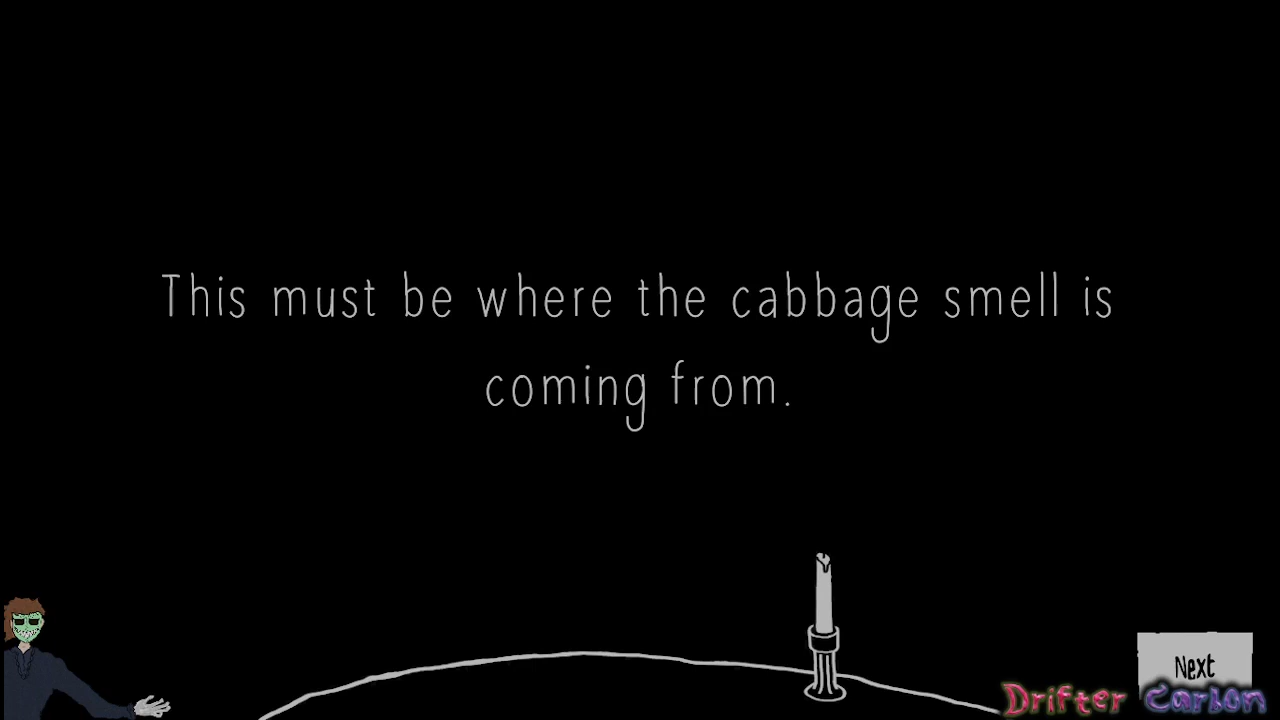 This must be where the cabbage smell is
coming from.
Next
Drifter Carbon